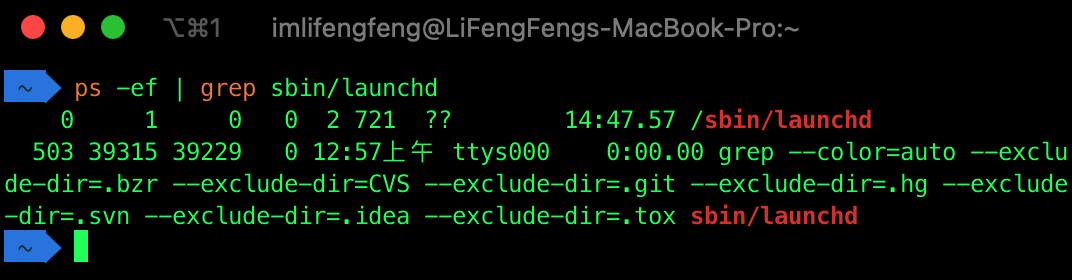 ⌥⌘1 imlifengfeng@LiFengFengs-MacBook-Pro:~
~ ps -ef | grep sbin/launchd
0 1 0 0 2 721 ?? 14:47.57 /sbin/launchd
503 39315 39229 0 12:57上午 ttys000 0:00.00 grep --color=auto --exclu
de-dir=.bzr --exclude-dir=CVS --exclude-dir=.git --exclude-dir=.hg --exclude
-dir=.svn --exclude-dir=.idea --exclude-dir=.tox sbin/launchd
~